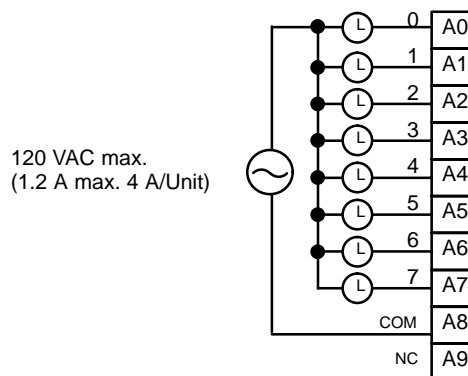 120 VAC max.
(1.2 A max. 4 A/Unit)
L 0 A0
L 1 A1
L 2 A2
L 3 A3
L 4 A4
L 5 A5
L 6 A6
L 7 A7
COM A8
NC A9